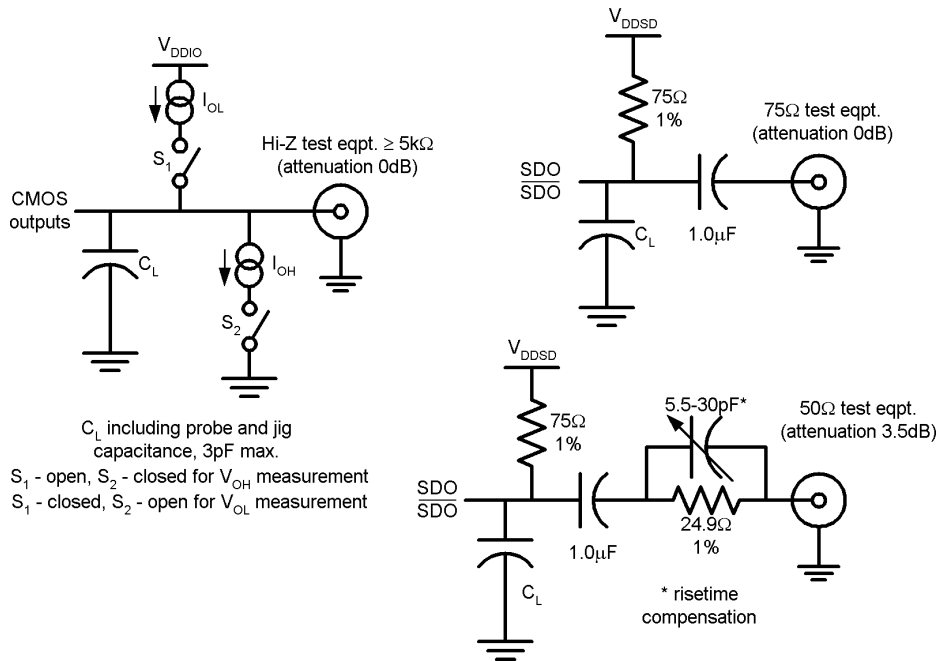 V_DDIO
I_OL
S_1
Hi-Z test eqpt. ≥ 5kΩ
(attenuation 0dB)
CMOS
outputs
C_L
I_OH
S_2
C_L including probe and jig
capacitance, 3pF max.
S_1 - open, S_2 - closed for V_OH measurement
S_1 - closed, S_2 - open for V_OL measurement
V_DDSD
75Ω
1%
75Ω test eqpt.
(attenuation 0dB)
SDO
SDO
C_L
1.0μF
V_DDSD
75Ω
1%
5.5-30pF*
50Ω test eqpt.
(attenuation 3.5dB)
SDO
SDO
1.0μF
24.9Ω
1%
C_L
* risetime
compensation